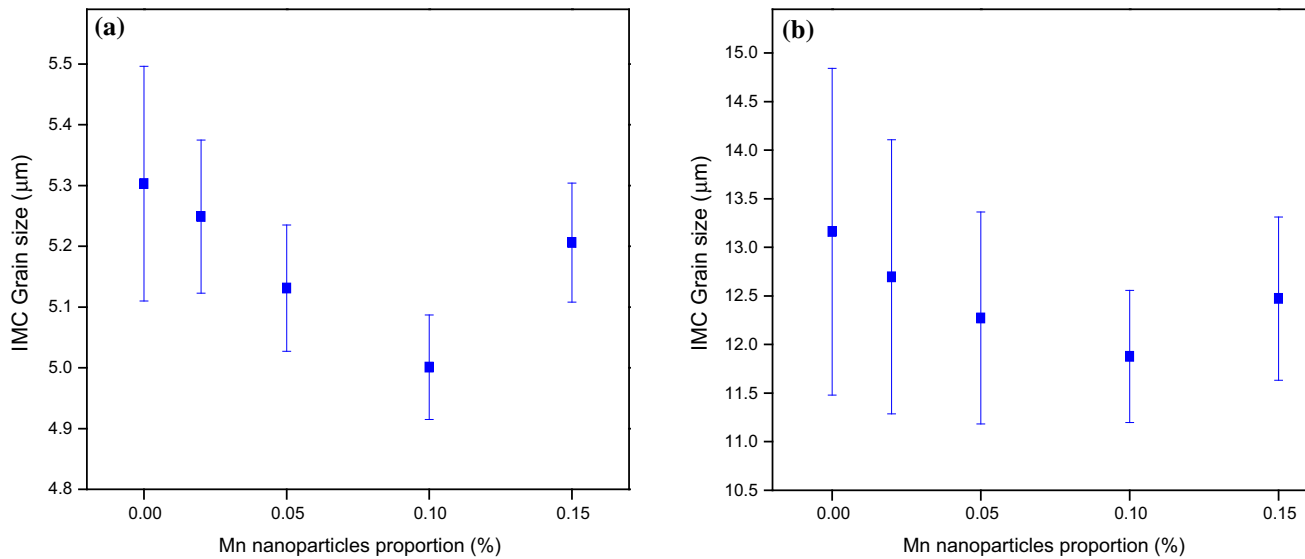 (a)
5.5
5.4
5.3
5.2
5.1
5.0
4.9
4.8
IMC Grain size (μm)
0.00 0.05 0.10 0.15
Mn nanoparticles proportion (%)
(b)
15.0
14.5
14.0
13.5
13.0
12.5
12.0
11.5
11.0
10.5
IMC Grain size (μm)
0.00 0.05 0.10 0.15
Mn nanoparticles proportion (%)